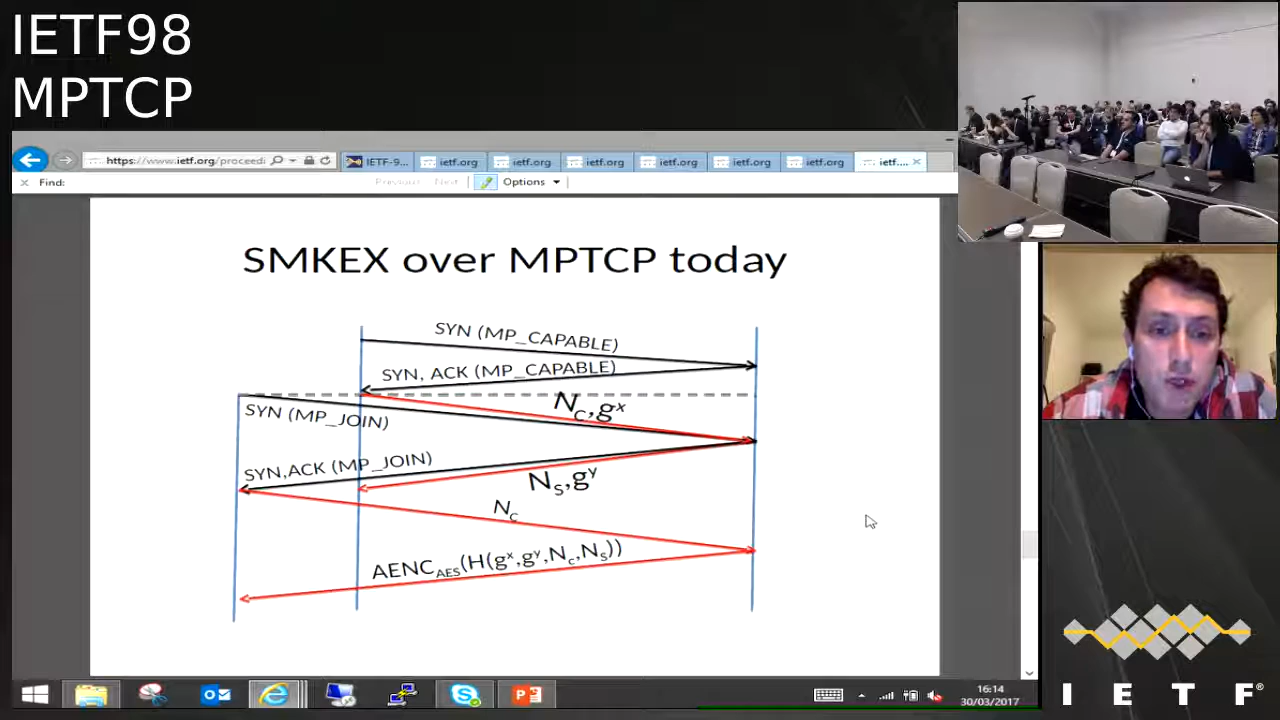 IETF98
MPTCP
https://www.ietf.org/proceedi
IETF-9...
ietf.org
ietf.org
ietf.org
ietf.org
ietf.org
ietf.org
ietf....
Find:
Previous
Next
Options
SMKEX over MPTCP today
SYN (MP_CAPABLE)
SYN, ACK (MP_CAPABLE)
N_C,g^x
SYN (MP_JOIN)
SYN,ACK (MP_JOIN)
N_S,g^y
N_C
AENC_AES(H(g^x,g^y,N_C,N_S))
16:14
30/03/2017
I E T F®